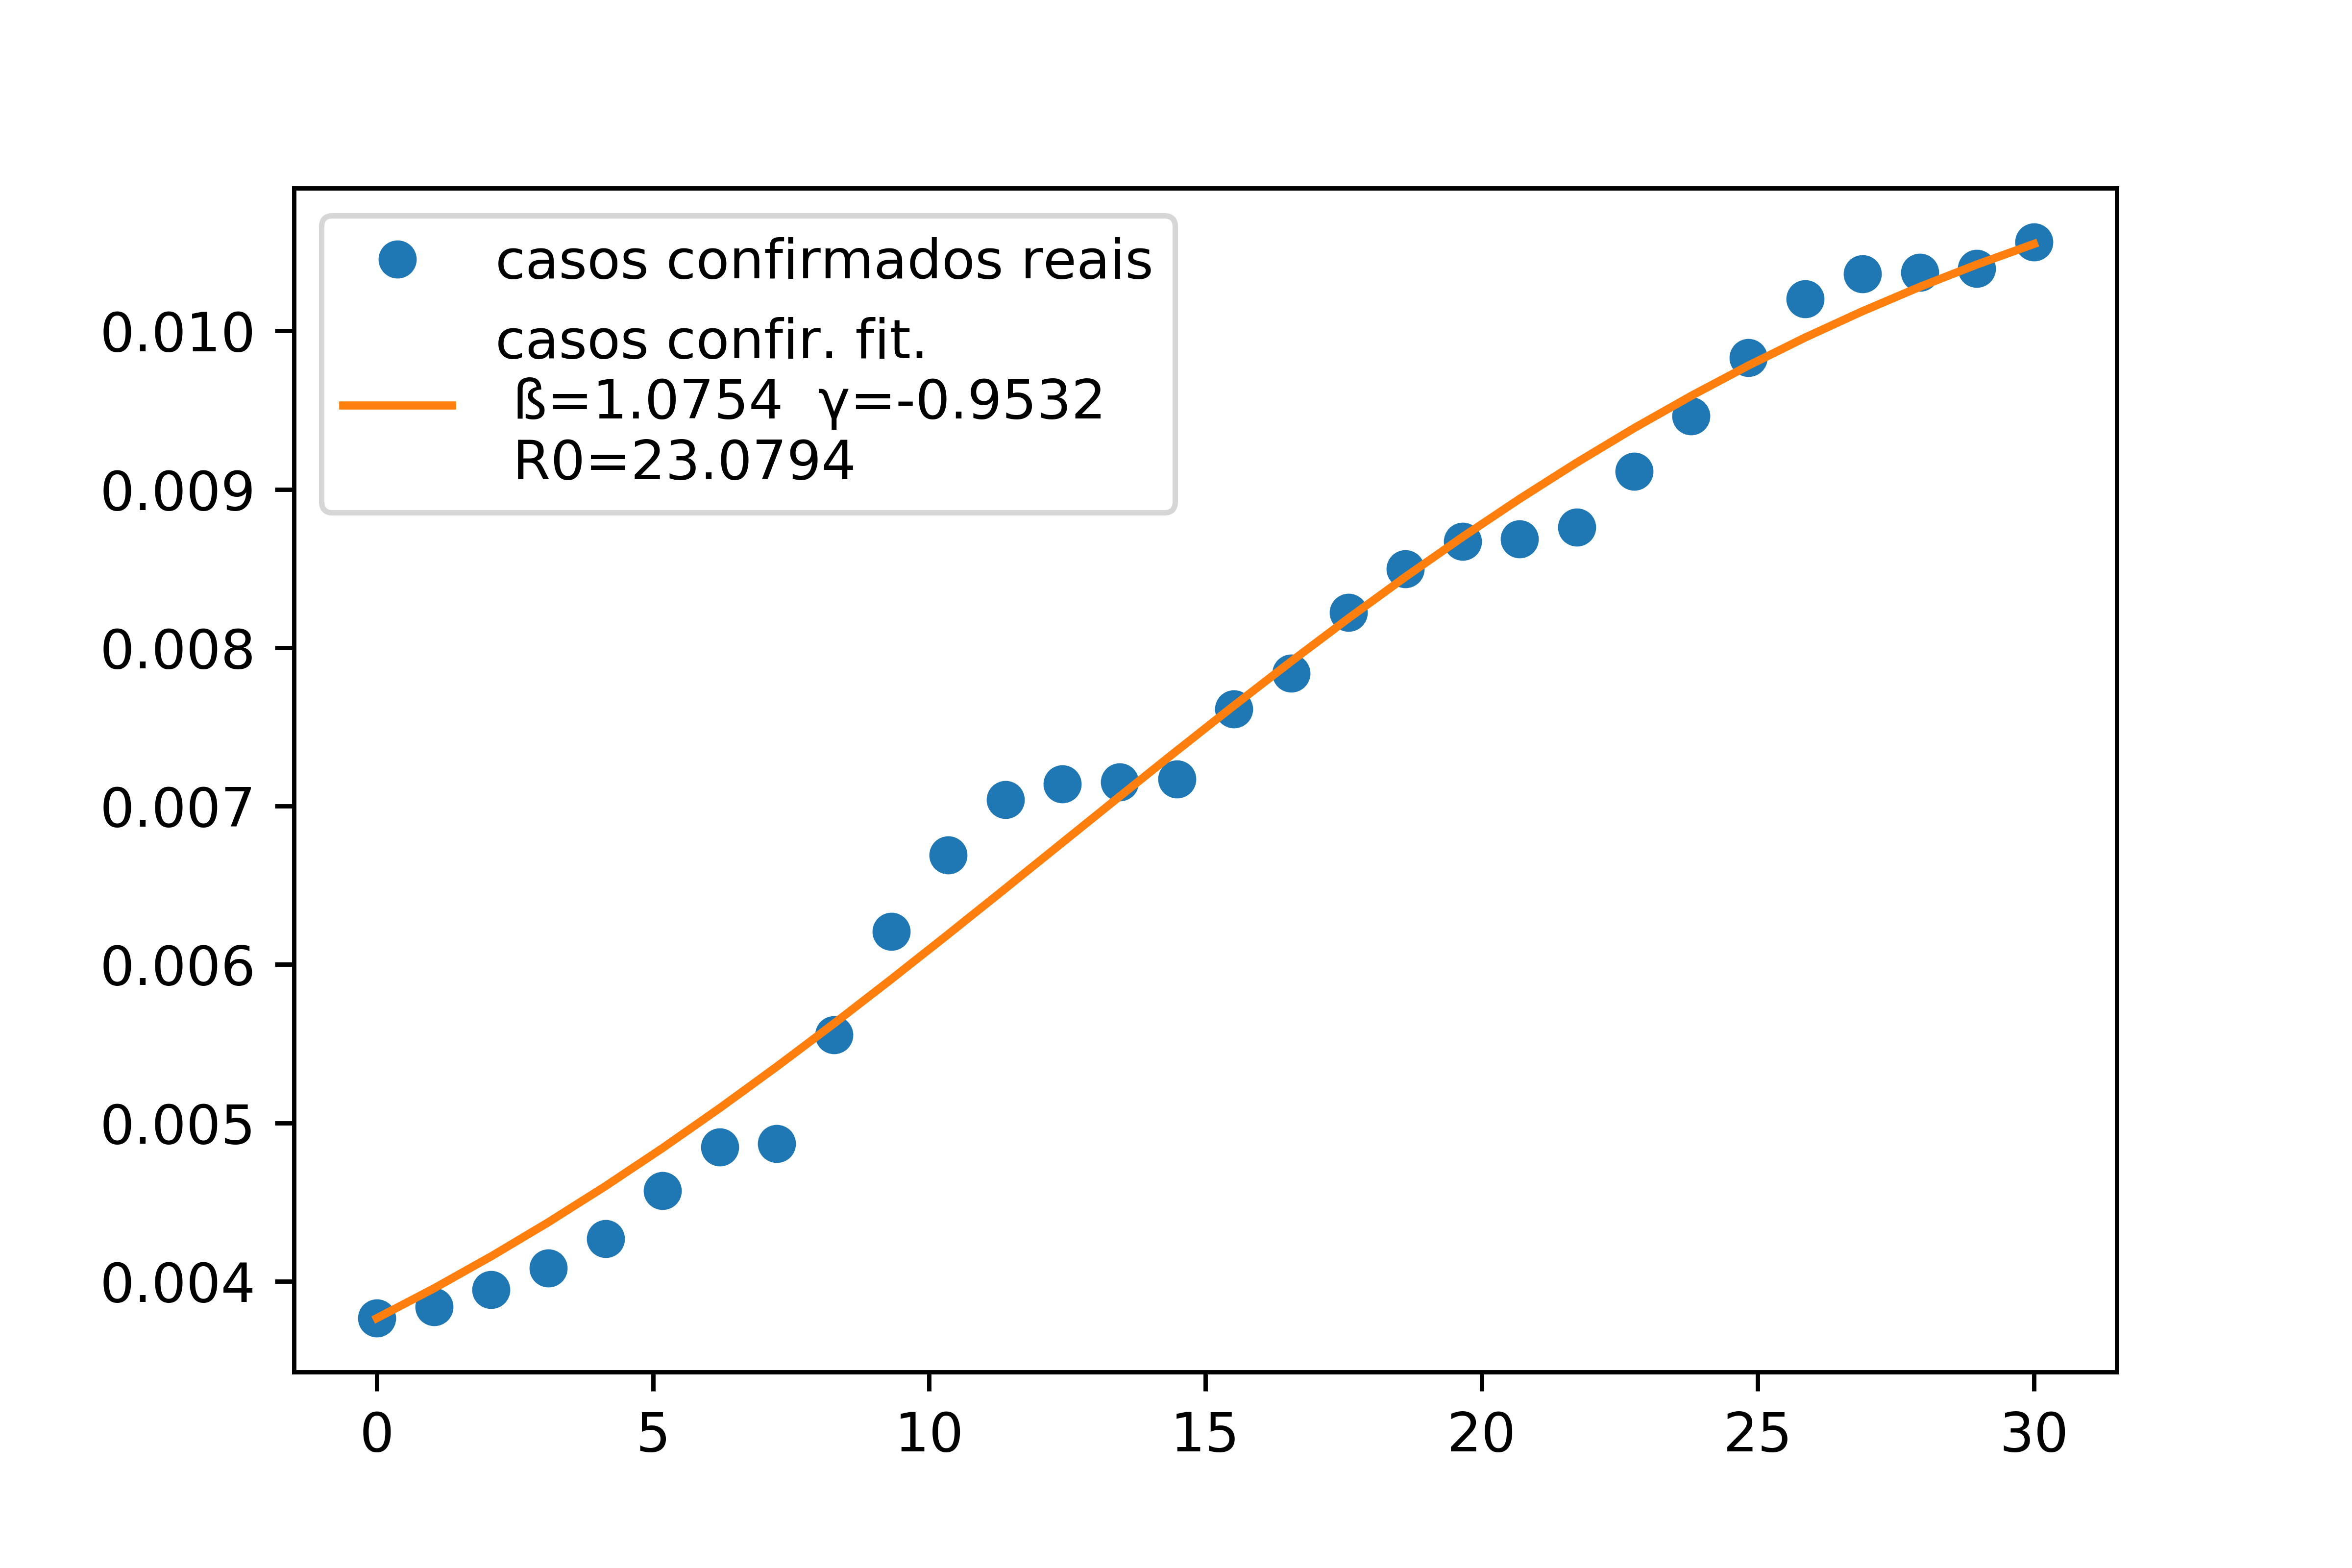 casos confirmados reais
casos confir. fit.
ß=1.0754 γ=-0.9532
R0=23.0794
0.010
0.009
0.008
0.007
0.006
0.005
0.004
0 5 10 15 20 25 30